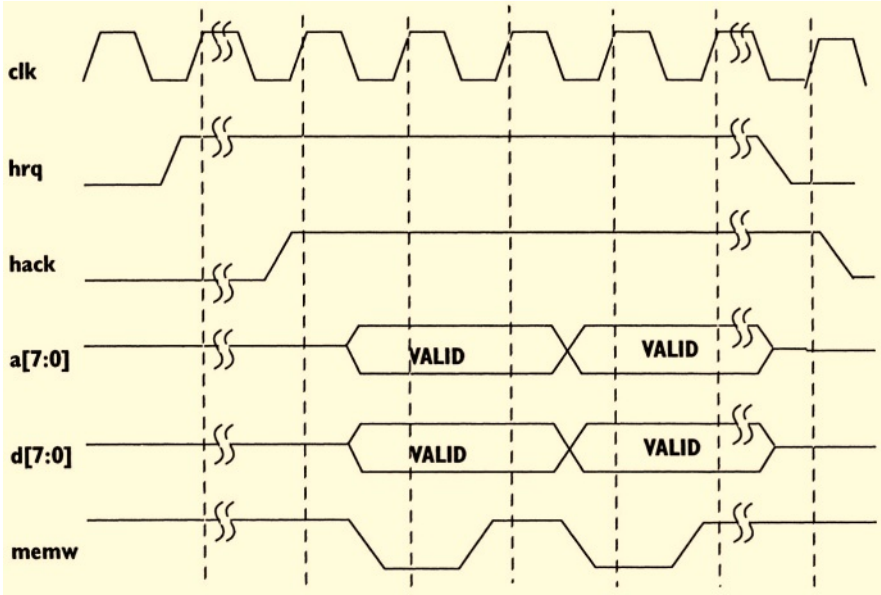 clk
hrq
hack
a[7:0]
VALID
VALID
d[7:0]
VALID
VALID
memw